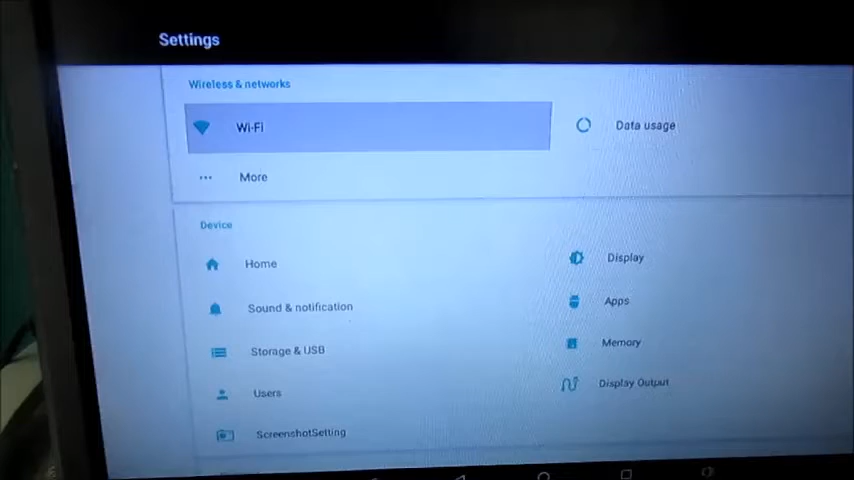 Settings
Wireless & networks
Wi-Fi
Data usage
More
Device
Home
Display
Sound & notification
Apps
Storage & USB
Memory
Users
Display Output
ScreenshotSetting